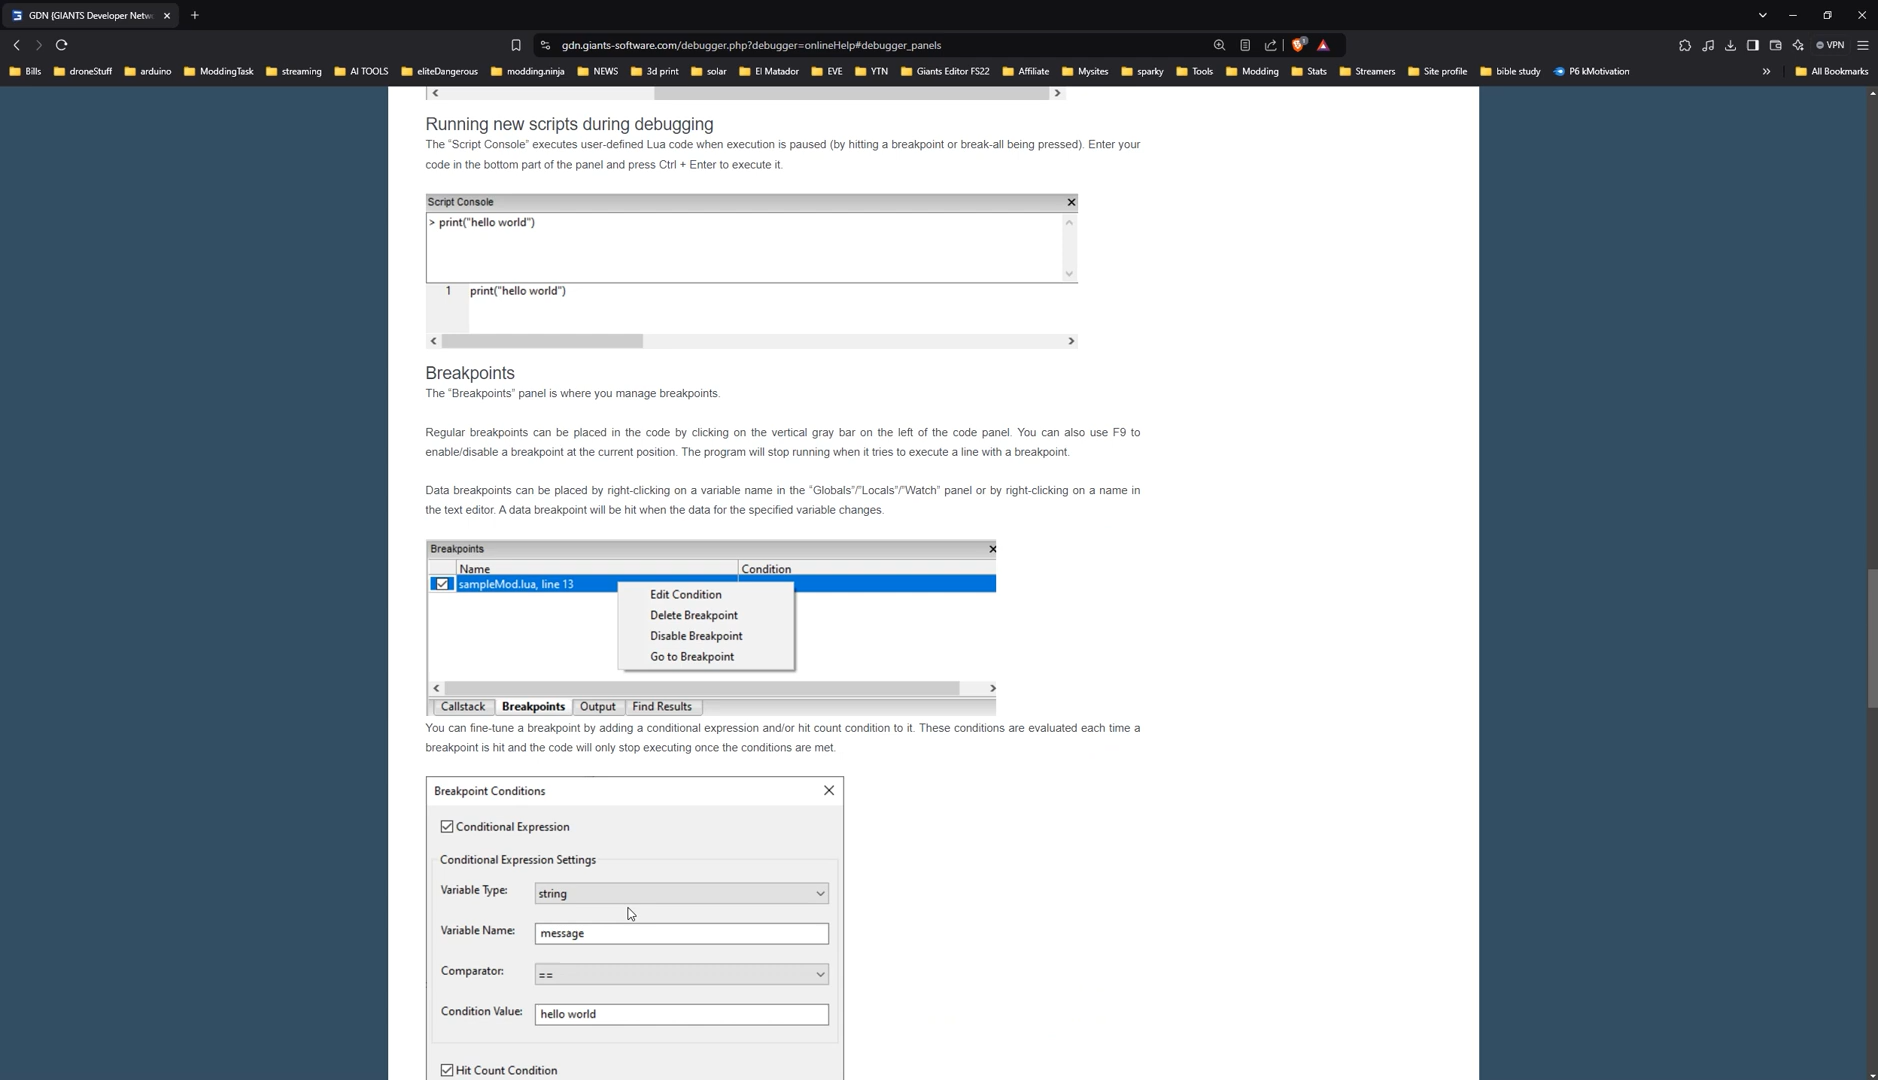 GDN {GIANTS Developer Netw
gdn.giants-software.com/debugger.php?debugger=onlineHelp#debugger_panels
VPN
Bills droneStuff arduino ModdingTask streaming AI TOOLS eliteDangerous modding.ninja NEWS 3d print solar El Matador EVE YTN Giants Editor FS22 Affiliate Mysites sparky Tools Modding Stats Streamers Site profile bible study P6 kMotivation » All Bookmarks
Running new scripts during debugging
The "Script Console" executes user-defined Lua code when execution is paused (by hitting a breakpoint or break-all being pressed). Enter your
code in the bottom part of the panel and press Ctrl + Enter to execute it.
Script Console
> print("hello world")
1 print("hello world")
Breakpoints
The "Breakpoints" panel is where you manage breakpoints.
Regular breakpoints can be placed in the code by clicking on the vertical gray bar on the left of the code panel. You can also use F9 to
enable/disable a breakpoint at the current position. The program will stop running when it tries to execute a line with a breakpoint.
Data breakpoints can be placed by right-clicking on a variable name in the "Globals"/"Locals"/"Watch" panel or by right-clicking on a name in
the text editor. A data breakpoint will be hit when the data for the specified variable changes.
Breakpoints
Name Condition
sampleMod.lua, line 13
Edit Condition
Delete Breakpoint
Disable Breakpoint
Go to Breakpoint
Callstack Breakpoints Output Find Results
You can fine-tune a breakpoint by adding a conditional expression and/or hit count condition to it. These conditions are evaluated each time a
breakpoint is hit and the code will only stop executing once the conditions are met.
Breakpoint Conditions
Conditional Expression
Conditional Expression Settings
Variable Type: string
Variable Name: message
Comparator: ==
Condition Value: hello world
Hit Count Condition